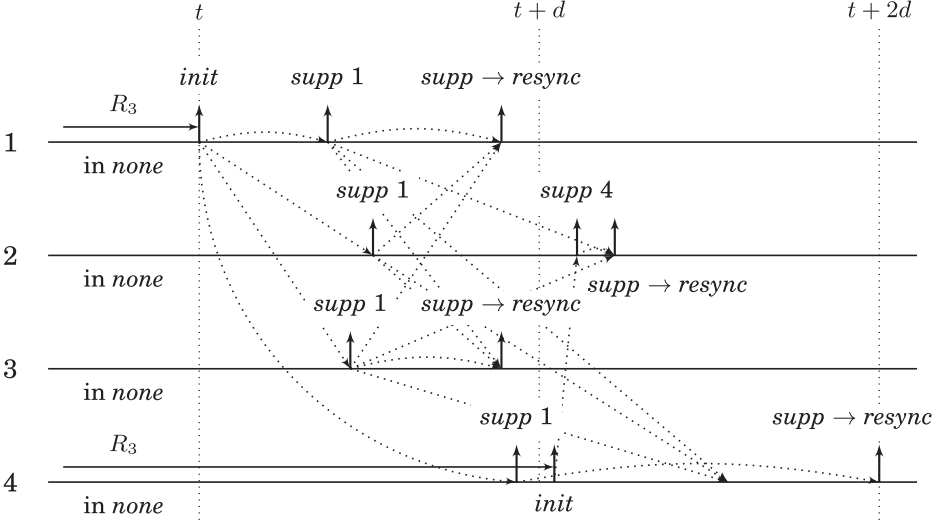 t t + d t + 2d
init supp 1 supp → resync
R3
1
in none
supp 1 supp 4
2
in none supp → resync
supp 1 supp → resync
3
in none
supp 1 supp → resync
R3
4
in none init